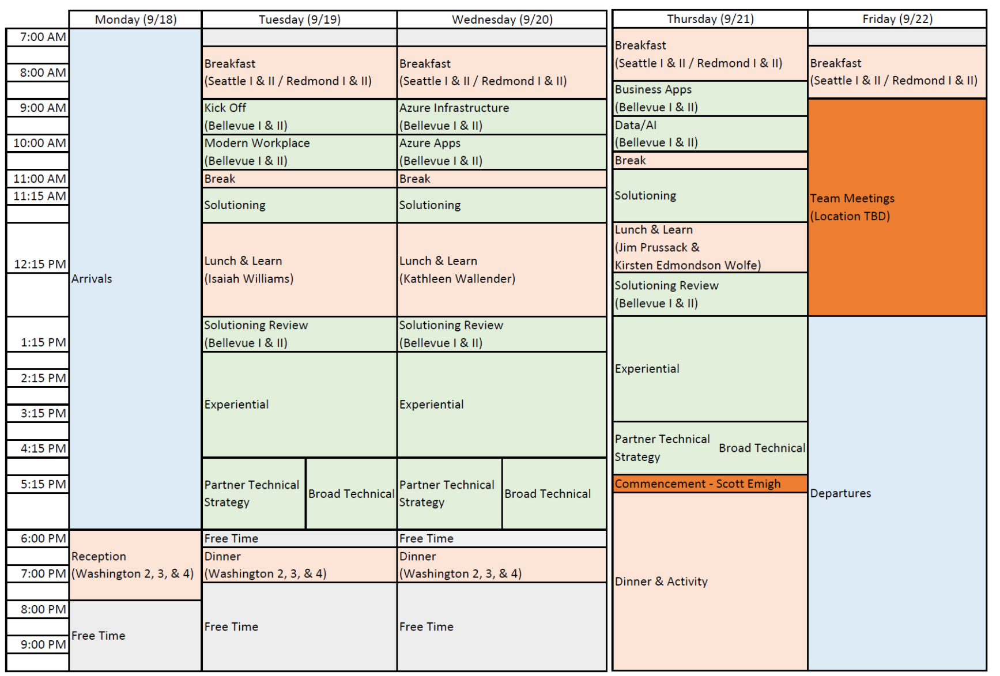 Monday (9/18)
Tuesday (9/19)
Wednesday (9/20)
Thursday (9/21)
Friday (9/22)
7:00 AM
8:00 AM
9:00 AM
10:00 AM
11:00 AM
11:15 AM
12:15 PM
1:15 PM
2:15 PM
3:15 PM
4:15 PM
5:15 PM
6:00 PM
7:00 PM
8:00 PM
9:00 PM
Arrivals
Reception
(Washington 2, 3, & 4)
Free Time
Breakfast
(Seattle I & II / Redmond I & II)
Kick Off
(Bellevue I & II)
Modern Workplace
(Bellevue I & II)
Break
Solutioning
Lunch & Learn
(Isaiah Williams)
Solutioning Review
(Bellevue I & II)
Experiential
Partner Technical
Strategy
Broad Technical
Free Time
Dinner
(Washington 2, 3, & 4)
Free Time
Breakfast
(Seattle I & II / Redmond I & II)
Azure Infrastructure
(Bellevue I & II)
Azure Apps
(Bellevue I & II)
Break
Solutioning
Lunch & Learn
(Kathleen Wallender)
Solutioning Review
(Bellevue I & II)
Experiential
Partner Technical
Strategy
Broad Technical
Free Time
Dinner
(Washington 2, 3, & 4)
Free Time
Breakfast
(Seattle I & II / Redmond I & II)
Business Apps
(Bellevue I & II)
Data/AI
(Bellevue I & II)
Break
Solutioning
Lunch & Learn
(Jim Prussack &
Kirsten Edmondson Wolfe)
Solutioning Review
(Bellevue I & II)
Experiential
Partner Technical
Strategy
Broad Technical
Commencement - Scott Emigh
Dinner & Activity
Breakfast
(Seattle I & II / Redmond I & II)
Team Meetings
(Location TBD)
Departures